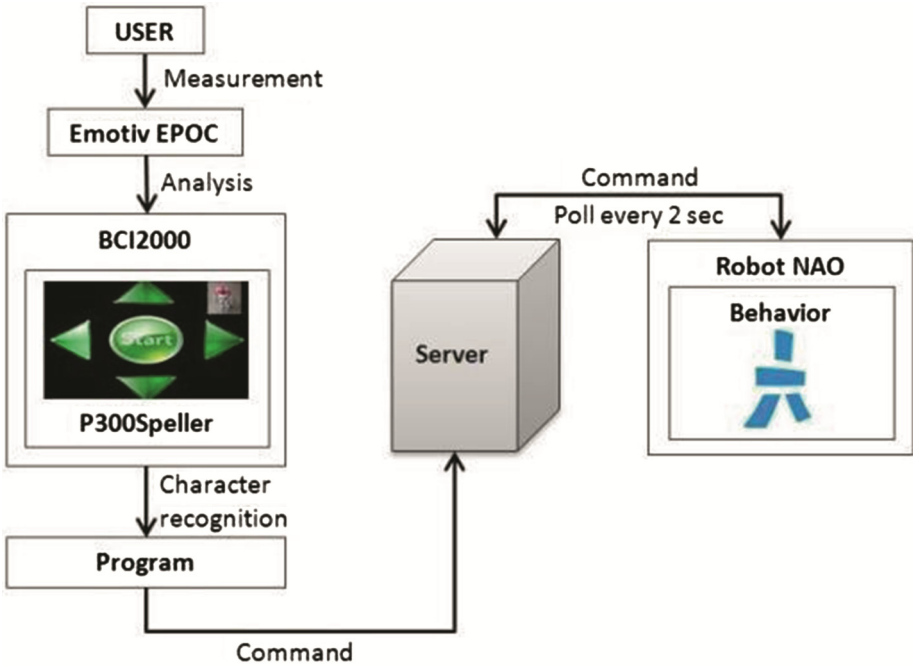 USER
Measurement
Emotiv EPOC
Analysis
BCI2000
Start
P300Speller
Character
recognition
Program
Command
Server
Command
Poll every 2 sec
Robot NAO
Behavior